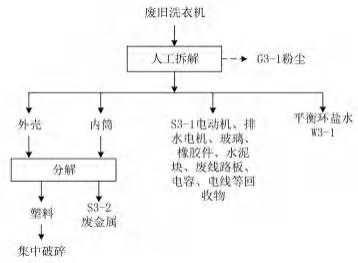 废旧洗衣机
人工拆解
G3-1粉尘
外壳
内筒
S3-1电动机、排
水电机、玻璃、
橡胶件、水泥
块、废线路板、
电容、电线等回
收物
平衡环盐水
W3-1
分解
塑料
S3-2
废金属
集中破碎